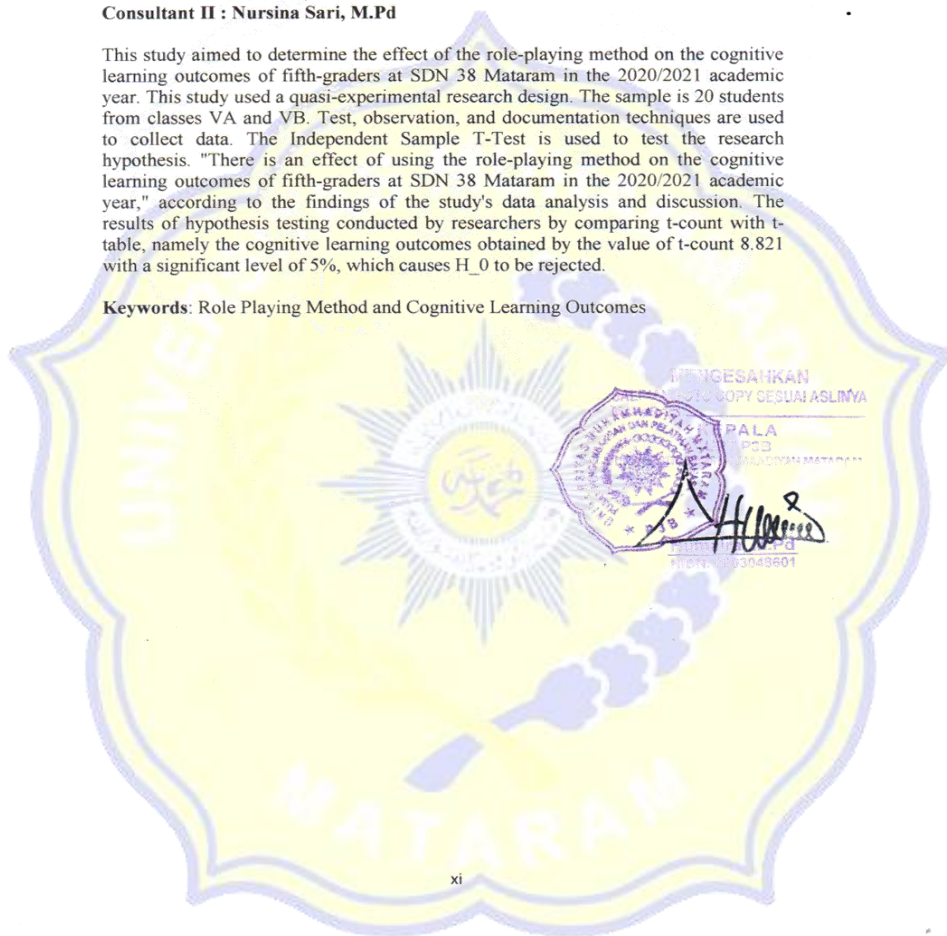 Consultant II : Nursina Sari, M.Pd
This study aimed to determine the effect of the role-playing method on the cognitive
learning outcomes of fifth-graders at SDN 38 Mataram in the 2020/2021 academic
year. This study used a quasi-experimental research design. The sample is 20 students
from classes VA and VB. Test, observation, and documentation techniques are used
to collect data. The Independent Sample T-Test is used to test the research
hypothesis. "There is an effect of using the role-playing method on the cognitive
learning outcomes of fifth-graders at SDN 38 Mataram in the 2020/2021 academic
year," according to the findings of the study's data analysis and discussion. The
results of hypothesis testing conducted by researchers by comparing t-count with t-
table, namely the cognitive learning outcomes obtained by the value of t-count 8.821
with a significant level of 5%, which causes H_0 to be rejected.
Keywords: Role Playing Method and Cognitive Learning Outcomes
MENGESAHKAN
COPY SESUAI ASLINYA
KEPALA
P3B
MATARAM
M.Pd
NIDN. 0803048601
MATARAM
xi